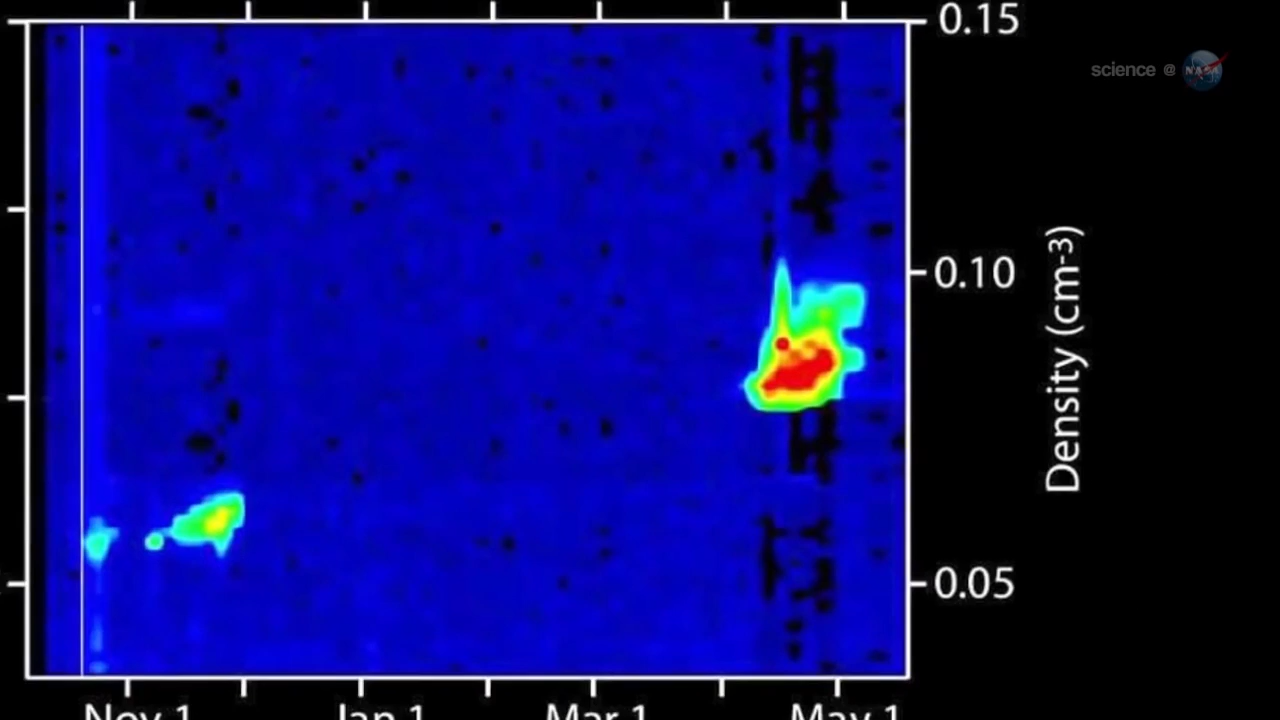 0.15
science @ NASA
0.10
Density (cm-3)
0.05
Nov 1 Jan 1 Mar 1 May 1